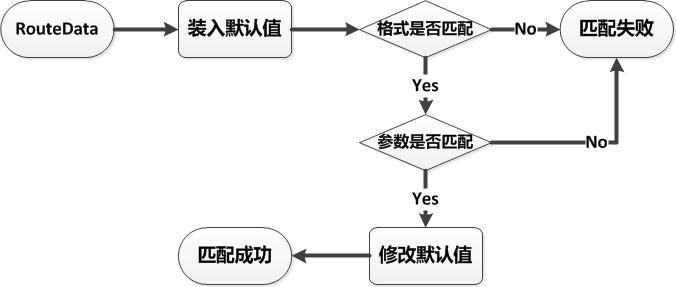 RouteData
装入默认值
格式是否匹配
No
匹配失败
Yes
参数是否匹配
No
Yes
匹配成功
修改默认值